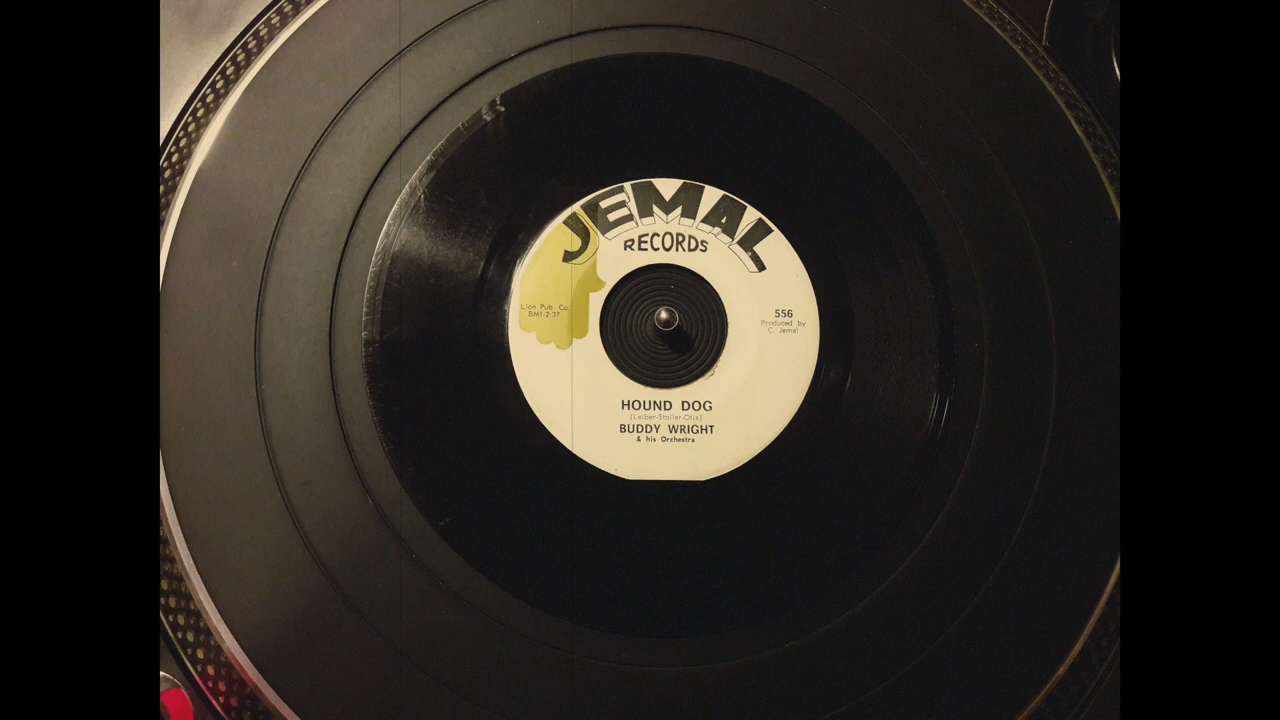 JEMAL
RECORDS
Lion Pub. Co.
BMI-2:37
556
Produced by
C. Jemal
HOUND DOG
(Leiber-Stoller-Otis)
BUDDY WRIGHT
& his Orchestra